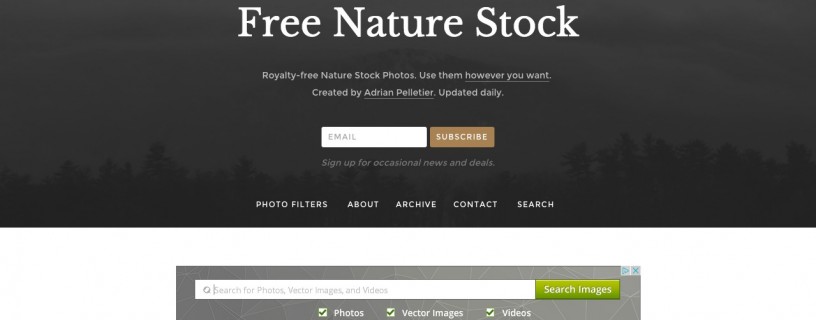 Free Nature Stock
Royalty-free Nature Stock Photos. Use them however you want.
Created by Adrian Pelletier. Updated daily.
EMAIL SUBSCRIBE
Sign up for occasional news and deals.
PHOTO FILTERS ABOUT ARCHIVE CONTACT SEARCH
Search for Photos, Vector Images, and Videos Search Images
Photos Vector Images Videos